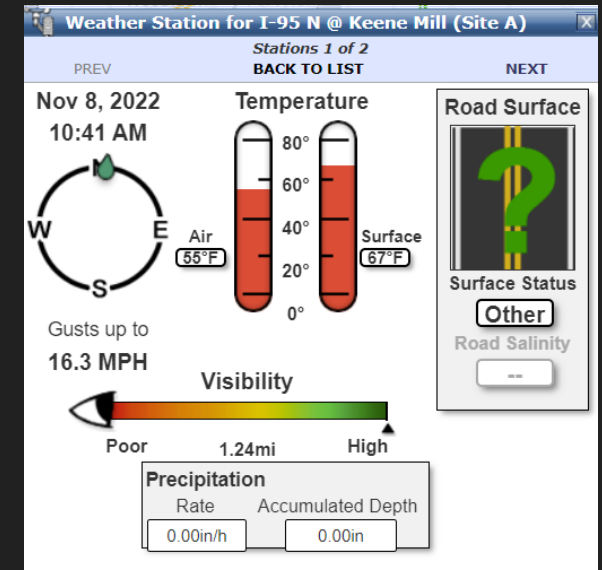 Weather Station for I-95 N @ Keene Mill (Site A)
X
Stations 1 of 2
PREV
BACK TO LIST
NEXT
Nov 8, 2022
10:41 AM
N
W
E
S
Gusts up to
16.3 MPH
Temperature
80°
60°
40°
20°
0°
Air
55°F
Surface
67°F
Road Surface
?
Surface Status
Other
Road Salinity
--
Visibility
Poor
1.24mi
High
Precipitation
Rate
Accumulated Depth
0.00in/h
0.00in